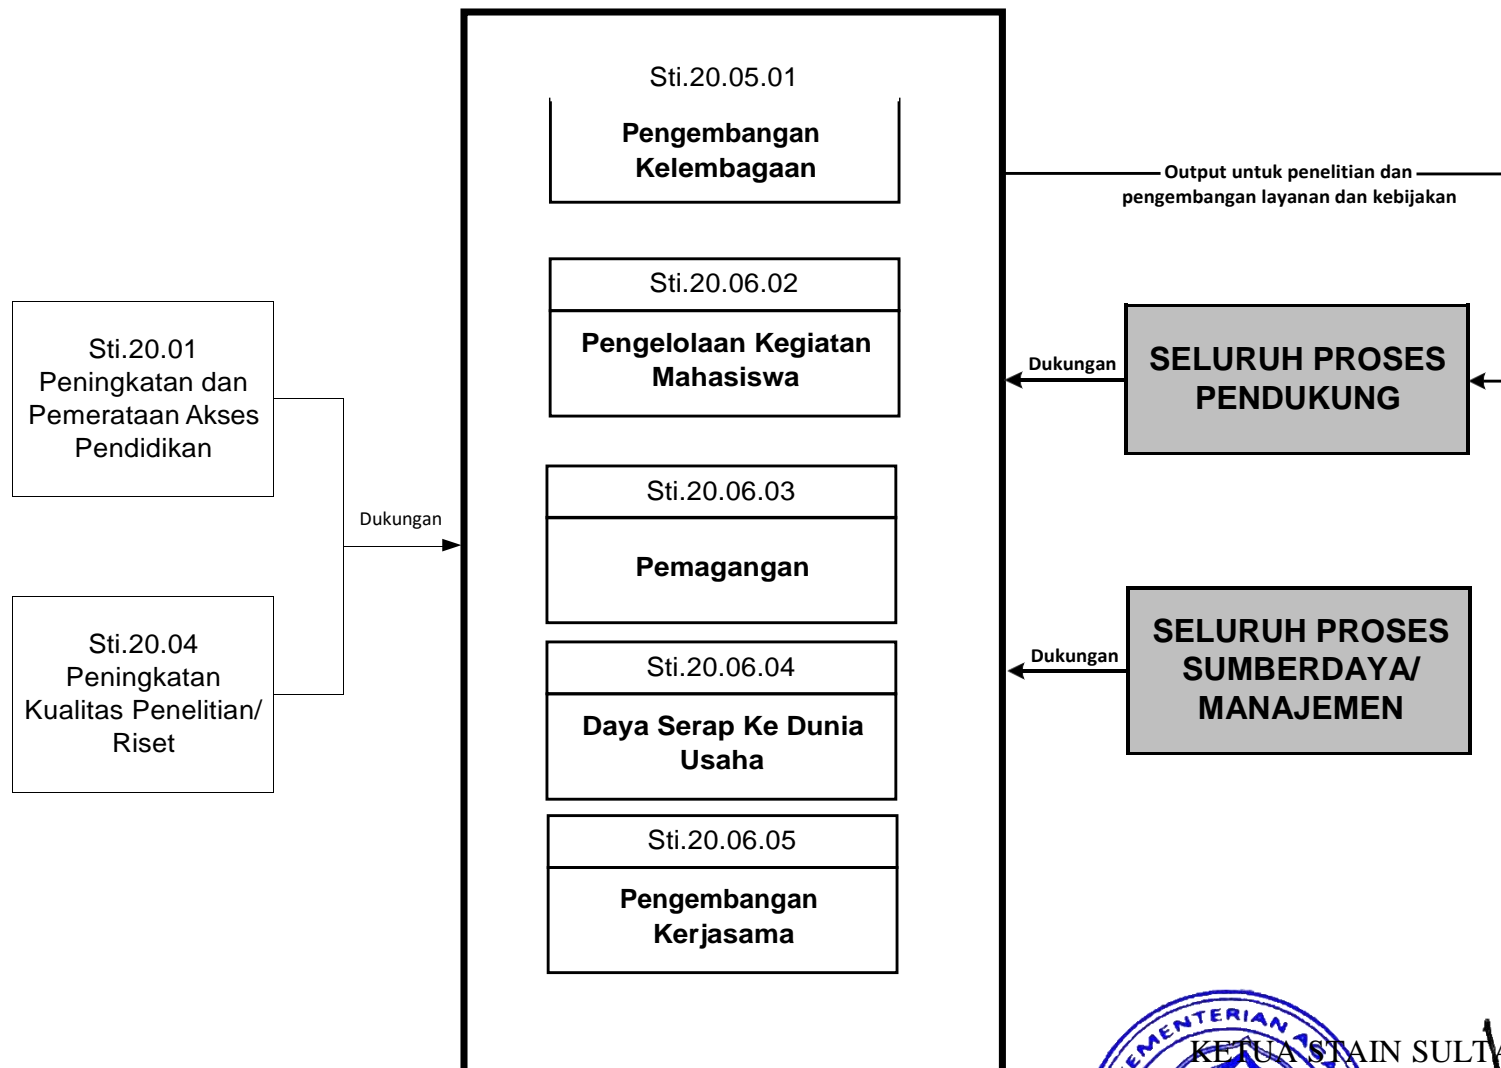 Sti.20.05.01
Pengembangan
Kelembagaan
Output untuk penelitian dan
pengembangan layanan dan kebijakan
Sti.20.06.02
Pengelolaan Kegiatan
Mahasiswa
Sti.20.01
Peningkatan dan
Pemerataan Akses
Pendidikan
Dukungan
SELURUH PROSES
PENDUKUNG
Sti.20.06.03
Pemagangan
Dukungan
Sti.20.04
Peningkatan
Kualitas Penelitian/
Riset
Sti.20.06.04
Daya Serap Ke Dunia
Usaha
Dukungan
SELURUH PROSES
SUMBERDAYA/
MANAJEMEN
Sti.20.06.05
Pengembangan
Kerjasama
KETUA STAIN